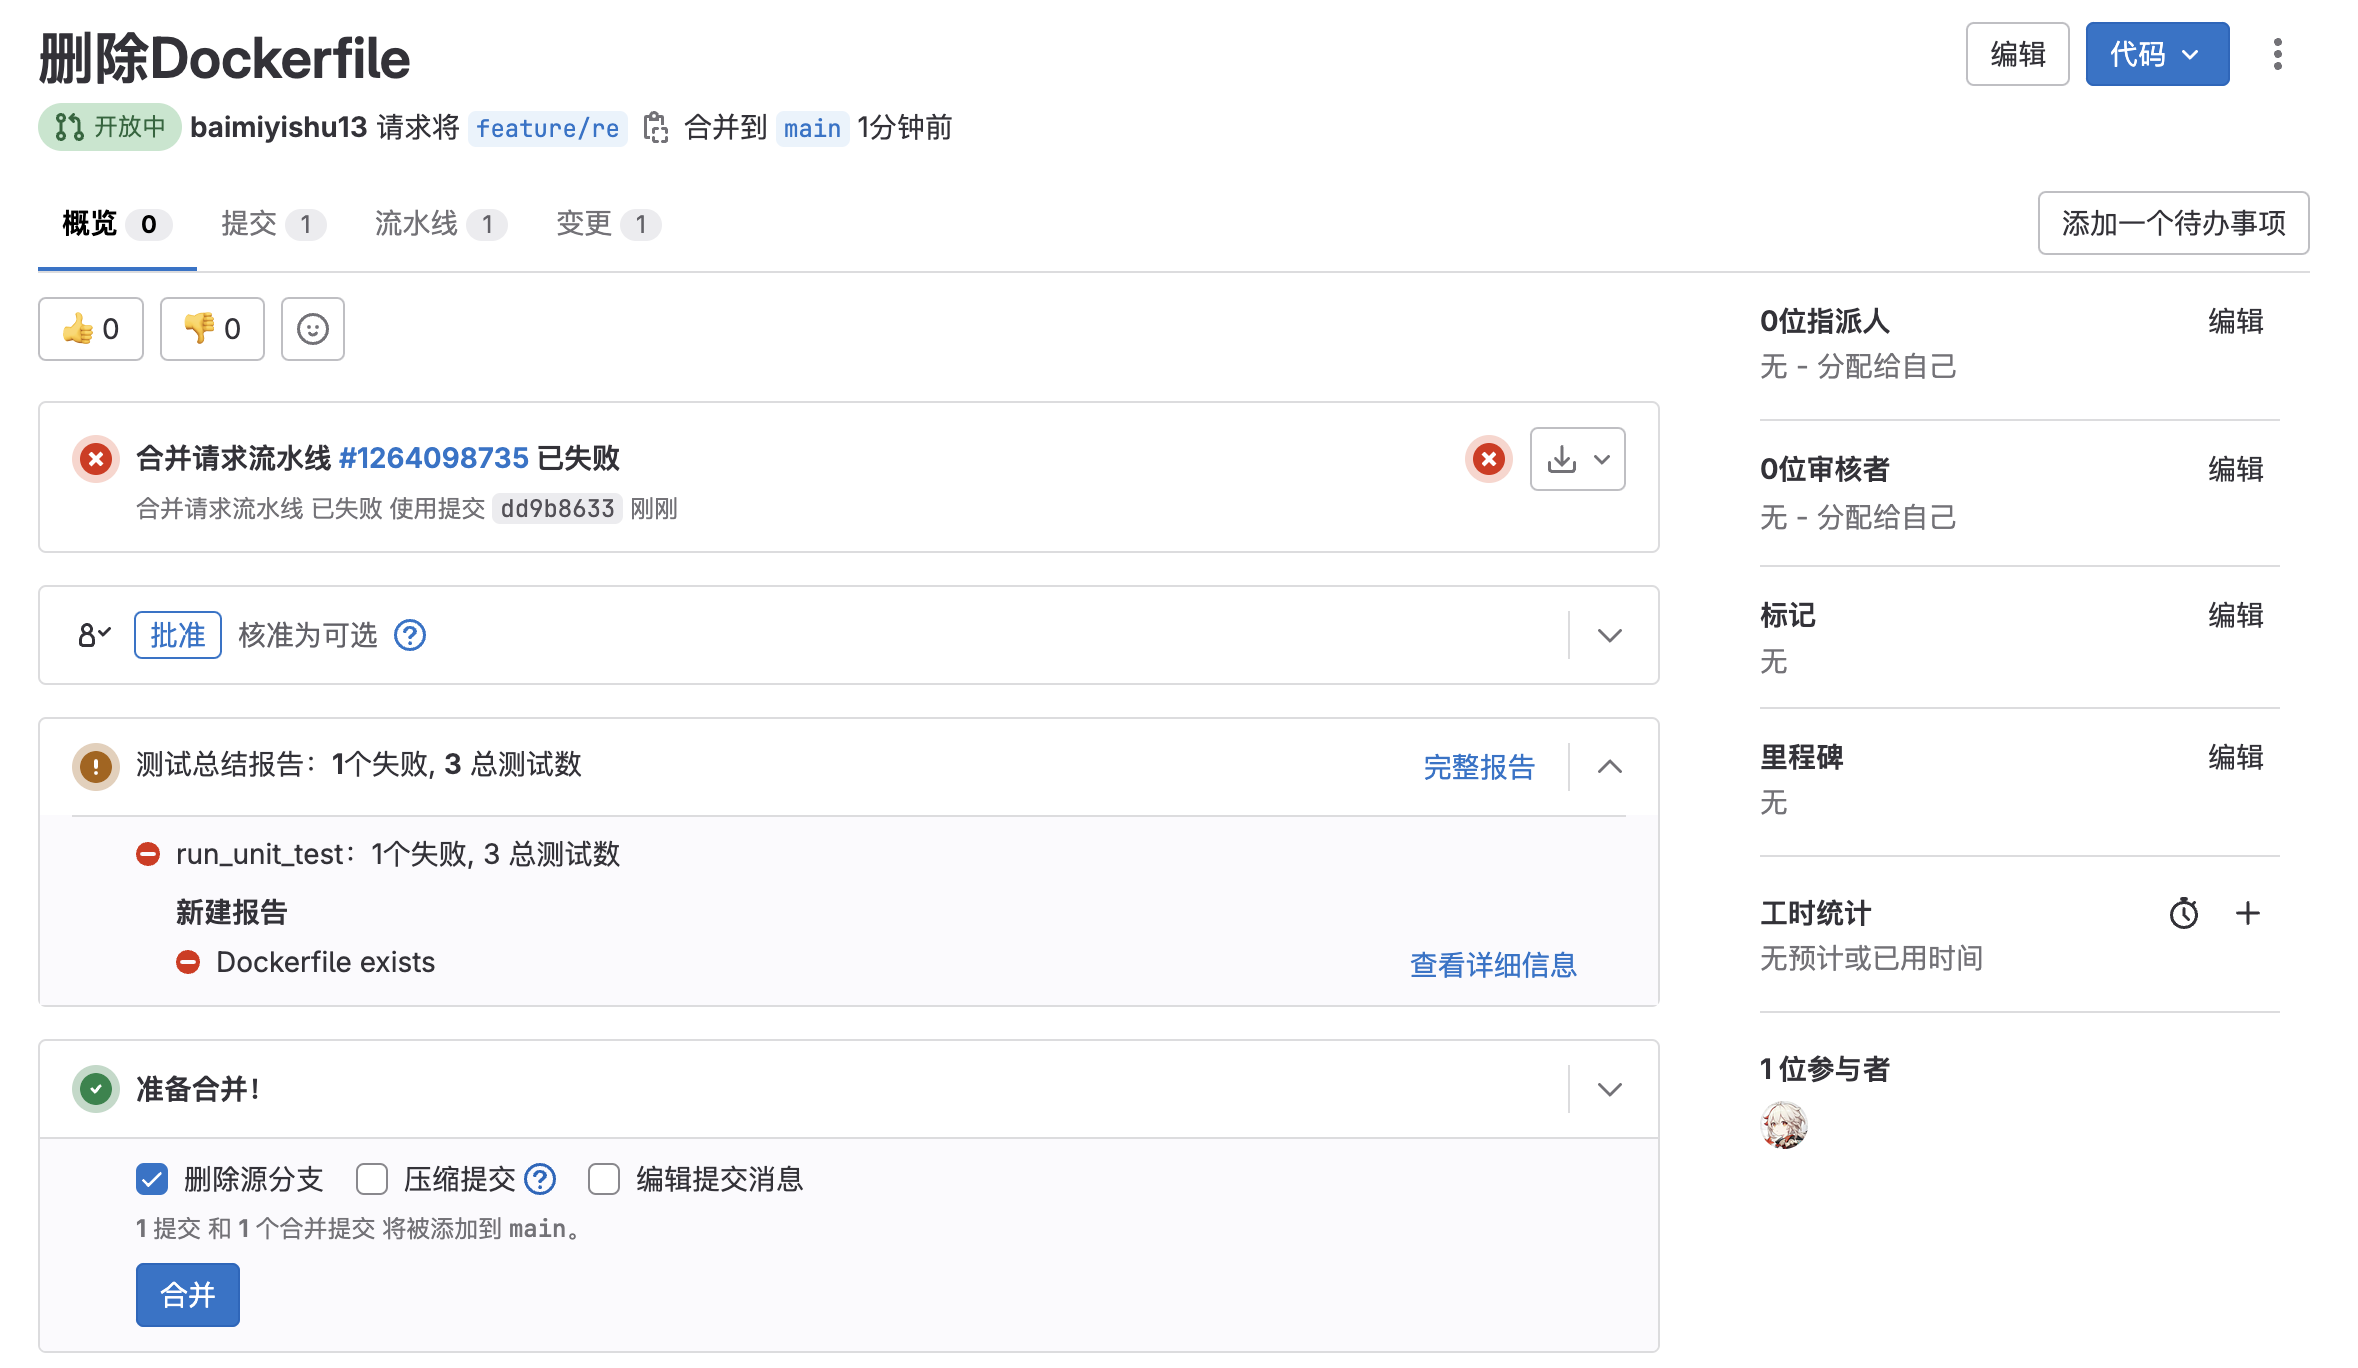 删除Dockerfile
编辑
代码
开放中 baimiyishu13 请求将 feature/re 合并到 main 1分钟前
概览 0 提交 1 流水线 1 变更 1
添加一个待办事项
👍 0 👎 0
合并请求流水线 #1264098735 已失败
合并请求流水线 已失败 使用提交 dd9b8633 刚刚
批准 核准为可选
测试总结报告：1个失败, 3 总测试数
完整报告
run_unit_test：1个失败, 3 总测试数
新建报告
Dockerfile exists
查看详细信息
准备合并！
删除源分支 压缩提交 编辑提交消息
1 提交 和 1 个合并提交 将被添加到 main。
合并
0位指派人 编辑
无 - 分配给自己
0位审核者 编辑
无 - 分配给自己
标记 编辑
无
里程碑 编辑
无
工时统计
无预计或已用时间
1 位参与者